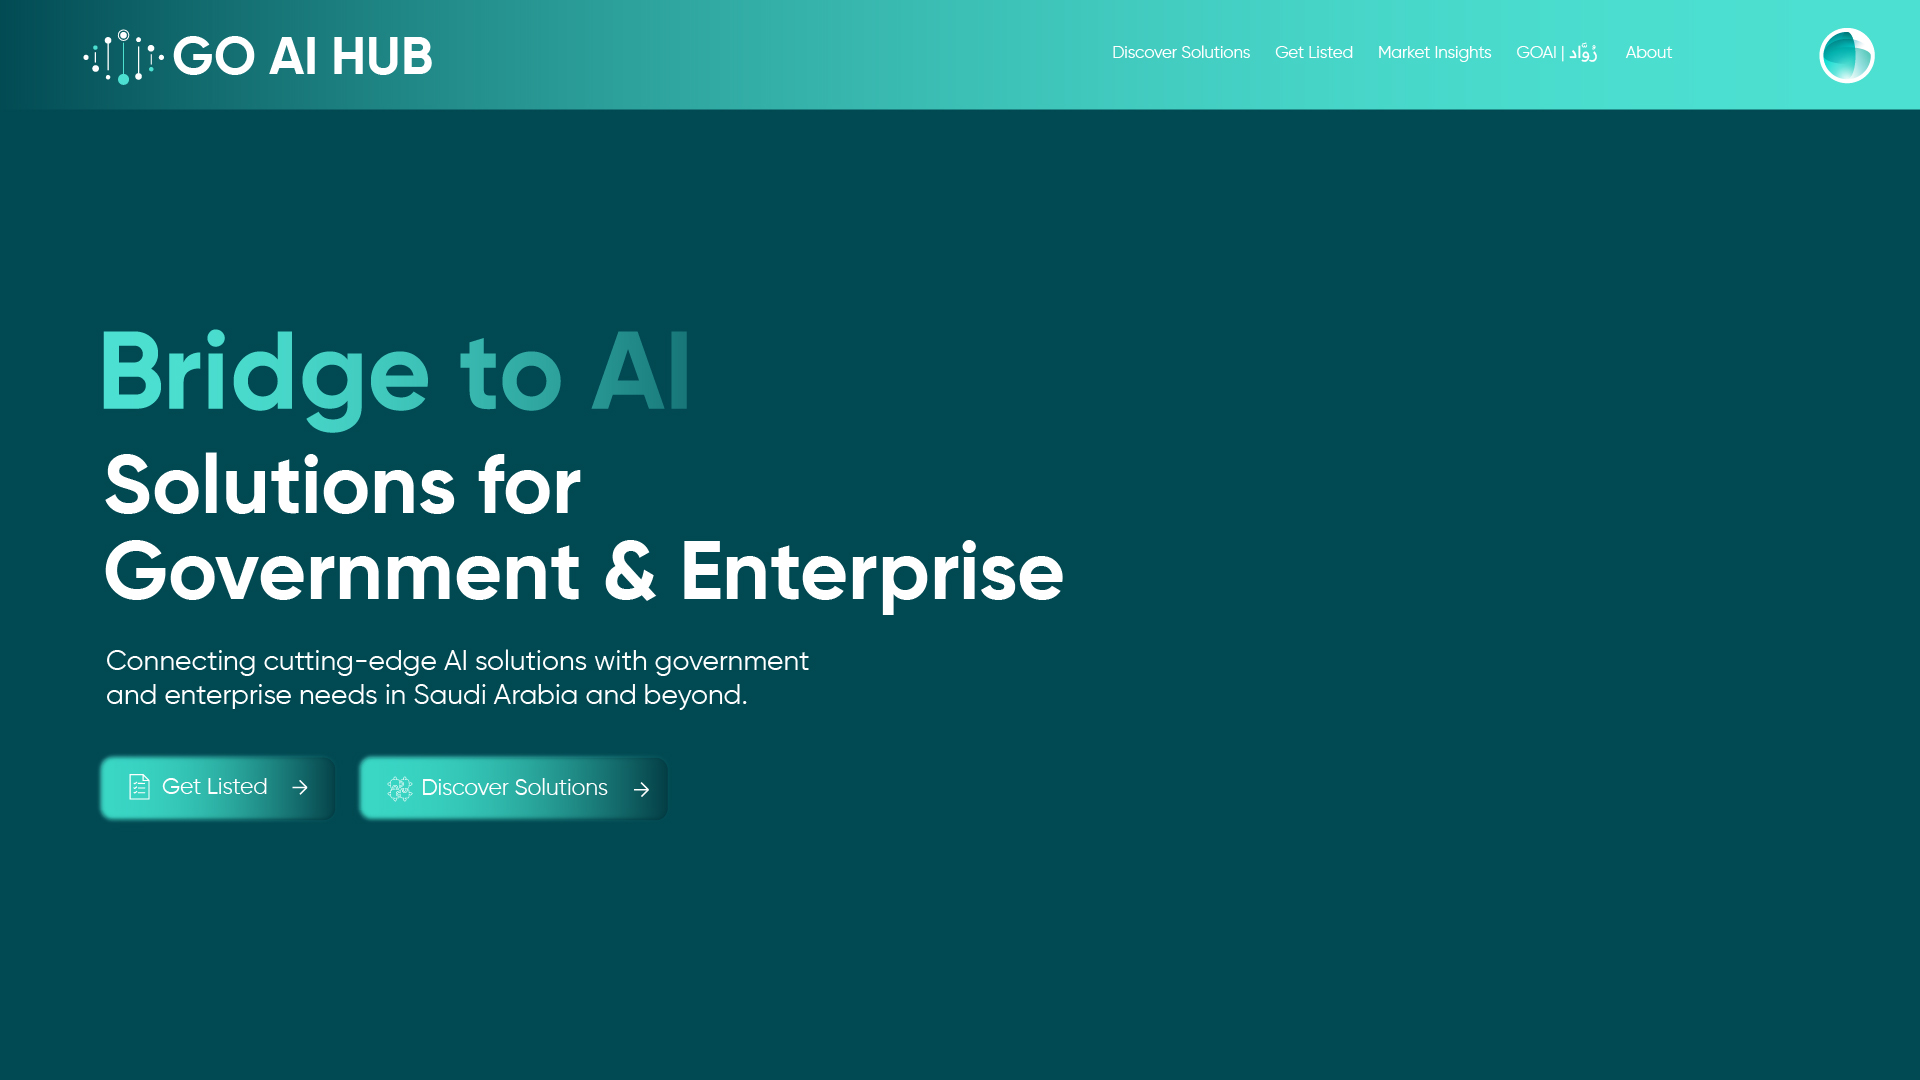 GO AI HUB
Discover Solutions
Get Listed
Market Insights
GOAI | رُوَّاد
About
Bridge to AI
Solutions for
Government & Enterprise
Connecting cutting-edge AI solutions with government
and enterprise needs in Saudi Arabia and beyond.
Get Listed →
Discover Solutions →